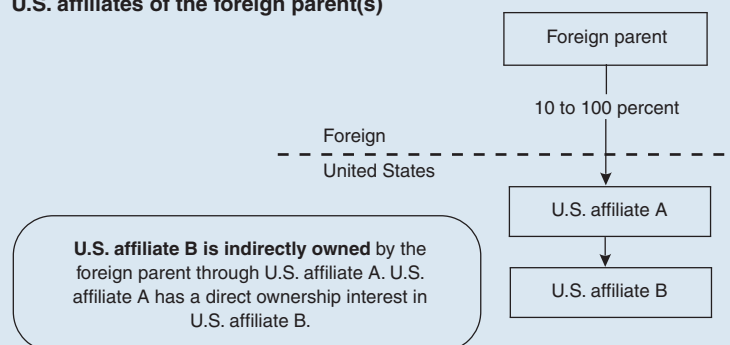 U.S. affiliates of the foreign parent(s)
Foreign parent
10 to 100 percent
Foreign
United States
U.S. affiliate A
U.S. affiliate B is indirectly owned by the
foreign parent through U.S. affiliate A. U.S.
affiliate A has a direct ownership interest in
U.S. affiliate B.
U.S. affiliate B